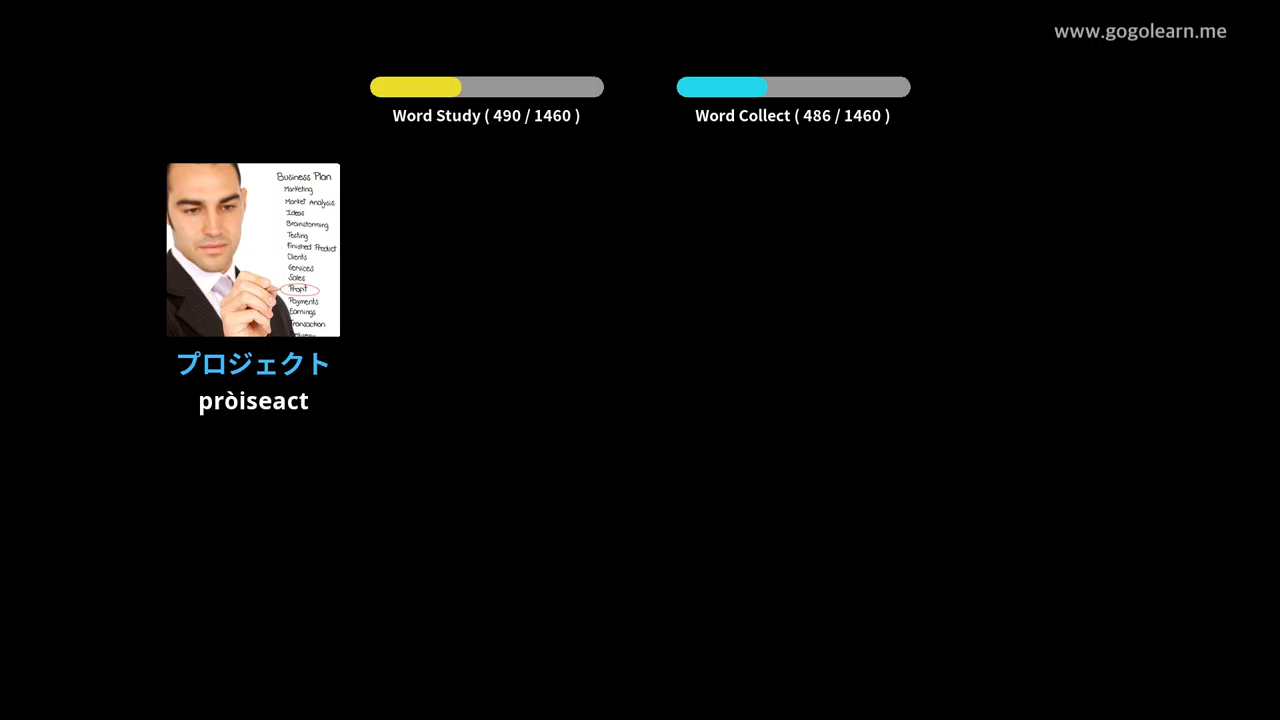 www.gogolearn.me
Word Study ( 490 / 1460 )
Word Collect ( 486 / 1460 )
Business Plan
Marketing
Market Analysis
Ideas
Brainstorming
Testing
Finished Product
Clients
Services
Sales
Profit
Payments
Earnings
Transaction
プロジェクト
pròiseact